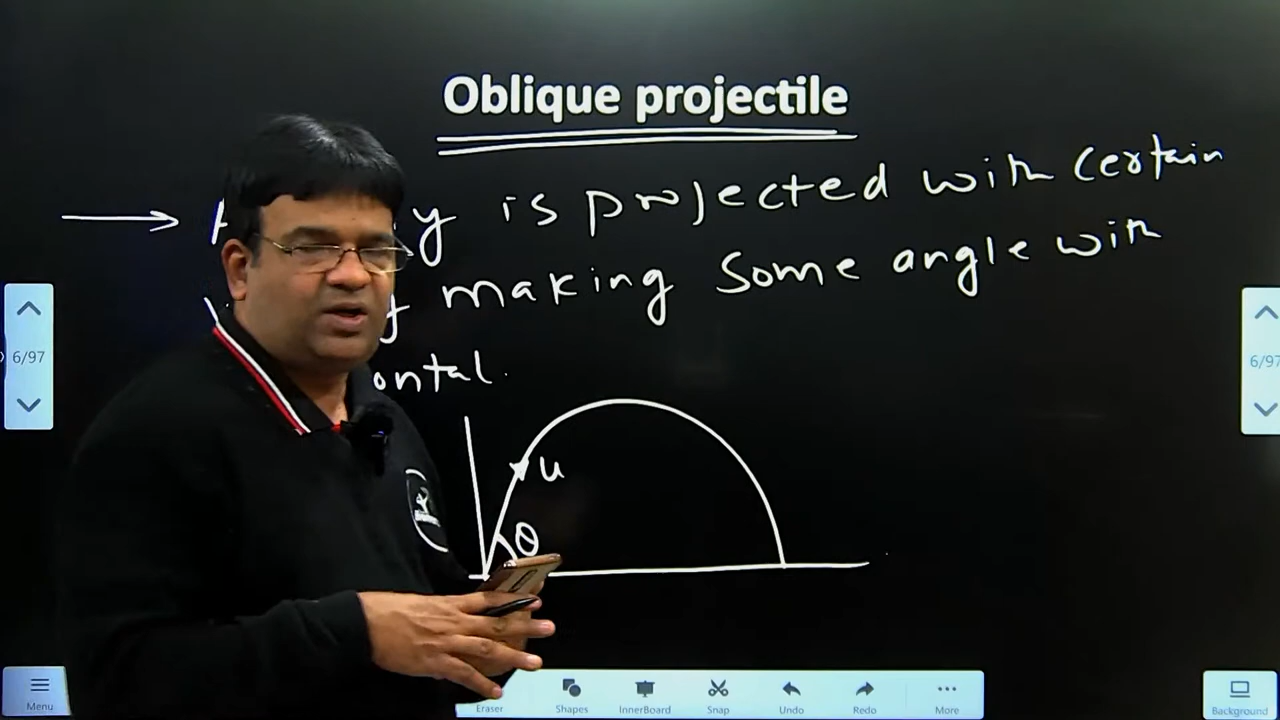 Oblique projectile
y is projected with certain
making some angle with
ontal.
u
θ
6/97
6/97
Menu
Eraser
Shapes
InnerBoard
Snap
Undo
Redo
More
Background